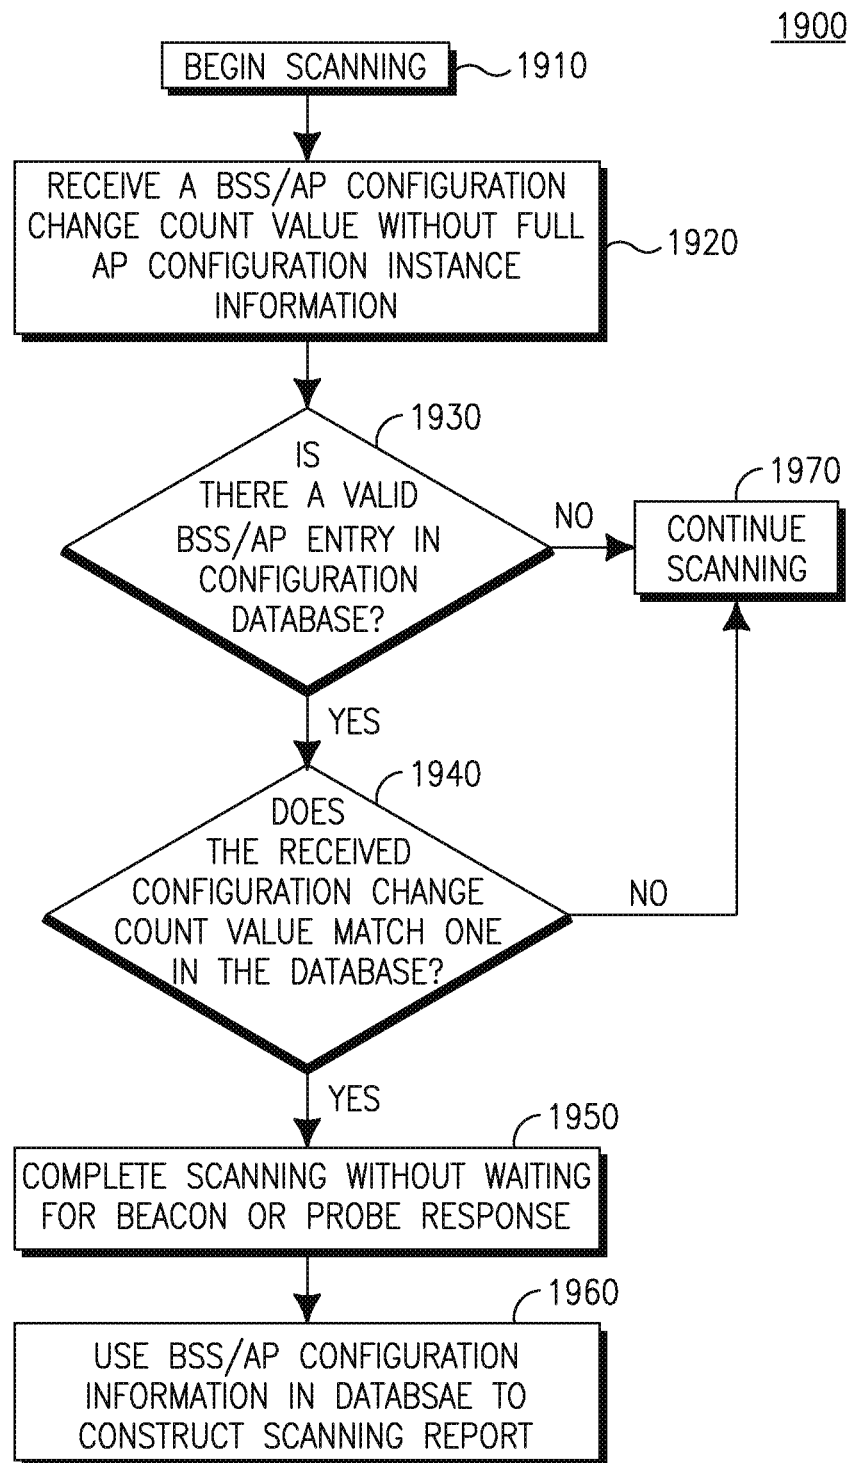 1900
BEGIN SCANNING
1910
RECEIVE A BSS/AP CONFIGURATION
CHANGE COUNT VALUE WITHOUT FULL
AP CONFIGURATION INSTANCE
INFORMATION
1920
1930
IS
THERE A VALID
BSS/AP ENTRY IN
CONFIGURATION
DATABASE?
NO
1970
CONTINUE
SCANNING
YES
1940
DOES
THE RECEIVED
CONFIGURATION CHANGE
COUNT VALUE MATCH ONE
IN THE DATABASE?
NO
YES
1950
COMPLETE SCANNING WITHOUT WAITING
FOR BEACON OR PROBE RESPONSE
1960
USE BSS/AP CONFIGURATION
INFORMATION IN DATABSAE TO
CONSTRUCT SCANNING REPORT